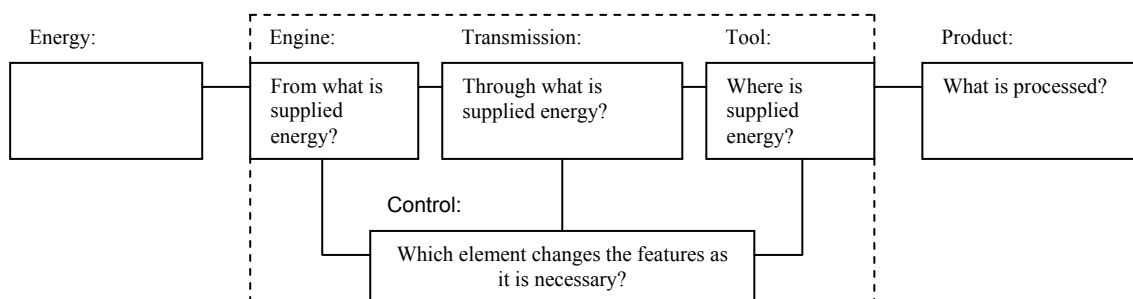 Energy:
Engine:
Transmission:
Tool:
Product:
From what is
supplied
energy?
Through what is
supplied energy?
Where is
supplied
energy?
What is processed?
Control:
Which element changes the features as
it is necessary?